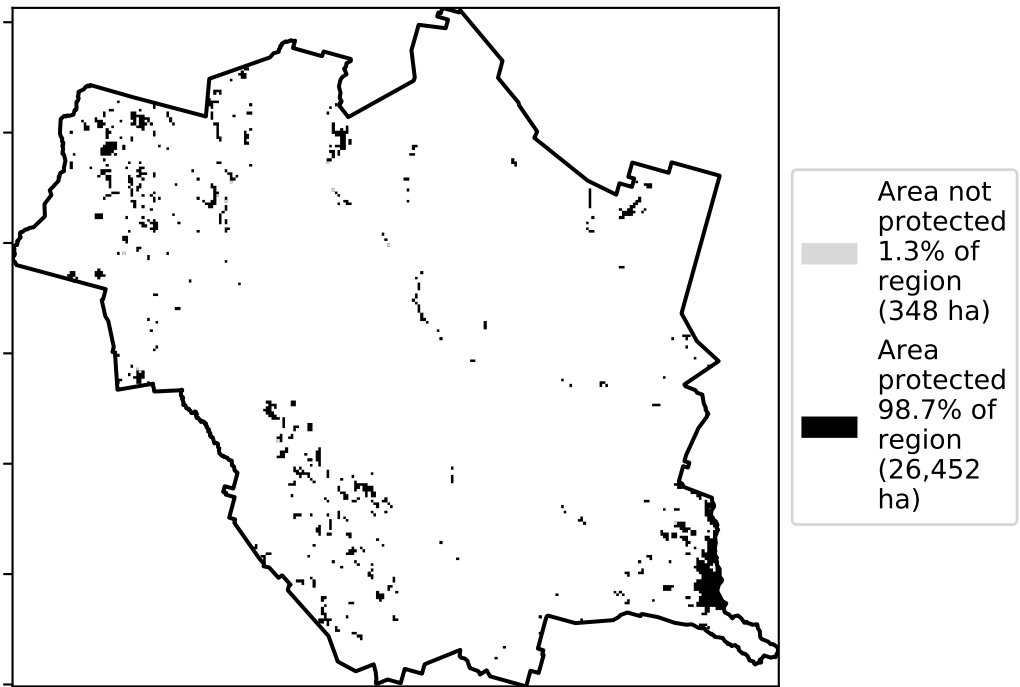 Area not
protected
1.3% of
region
(348 ha)
Area
protected
98.7% of
region
(26,452
ha)